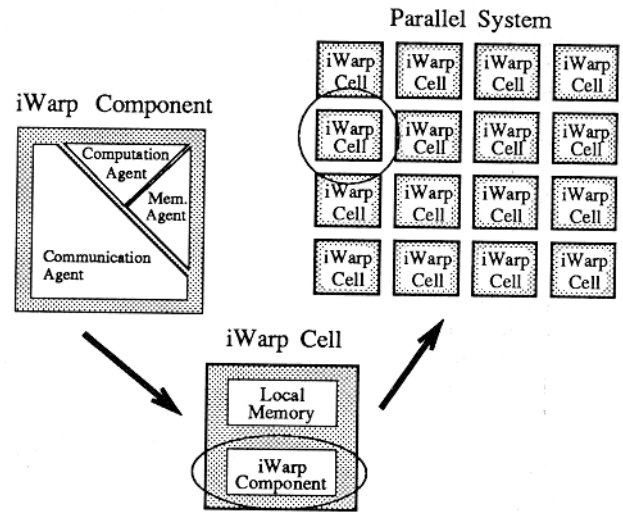 Parallel System
iWarp iWarp iWarp iWarp
Cell Cell Cell Cell
iWarp iWarp iWarp iWarp
Cell Cell Cell Cell
iWarp iWarp iWarp iWarp
Cell Cell Cell Cell
iWarp iWarp iWarp iWarp
Cell Cell Cell Cell
iWarp Component
Computation
Agent
Mem.
Agent
Communication
Agent
iWarp Cell
Local
Memory
iWarp
Component